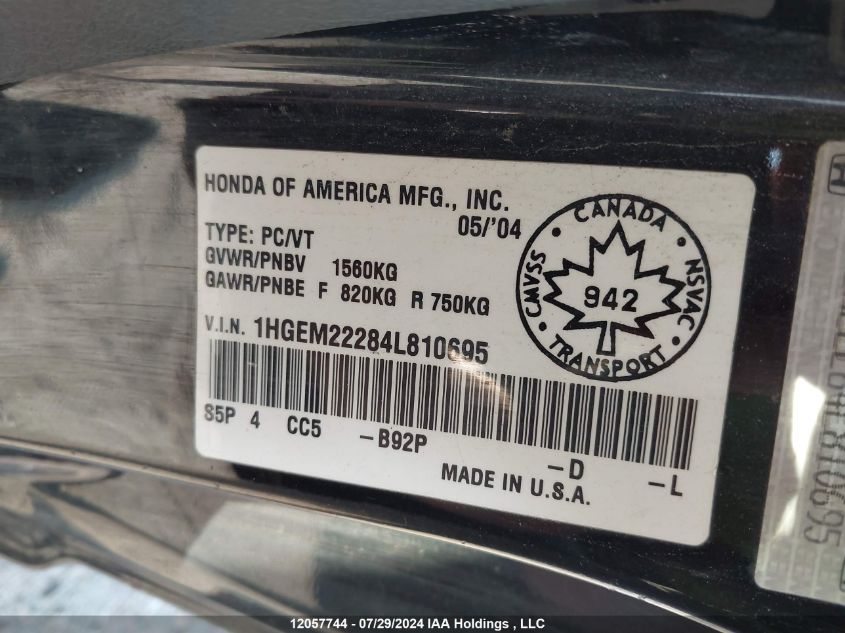 HONDA OF AMERICA MFG., INC.
05/'04
TYPE: PC/VT
GVWR/PNBV 1560KG
GAWR/PNBE F 820KG R 750KG
V.I.N. 1HGEM22284L810695
S5P 4 CC5 -B92P -D -L
MADE IN U.S.A.
CANADA
CMVSS
942
NSVAC
TRANSPORT
12057744 - 07/29/2024 IAA Holdings , LLC